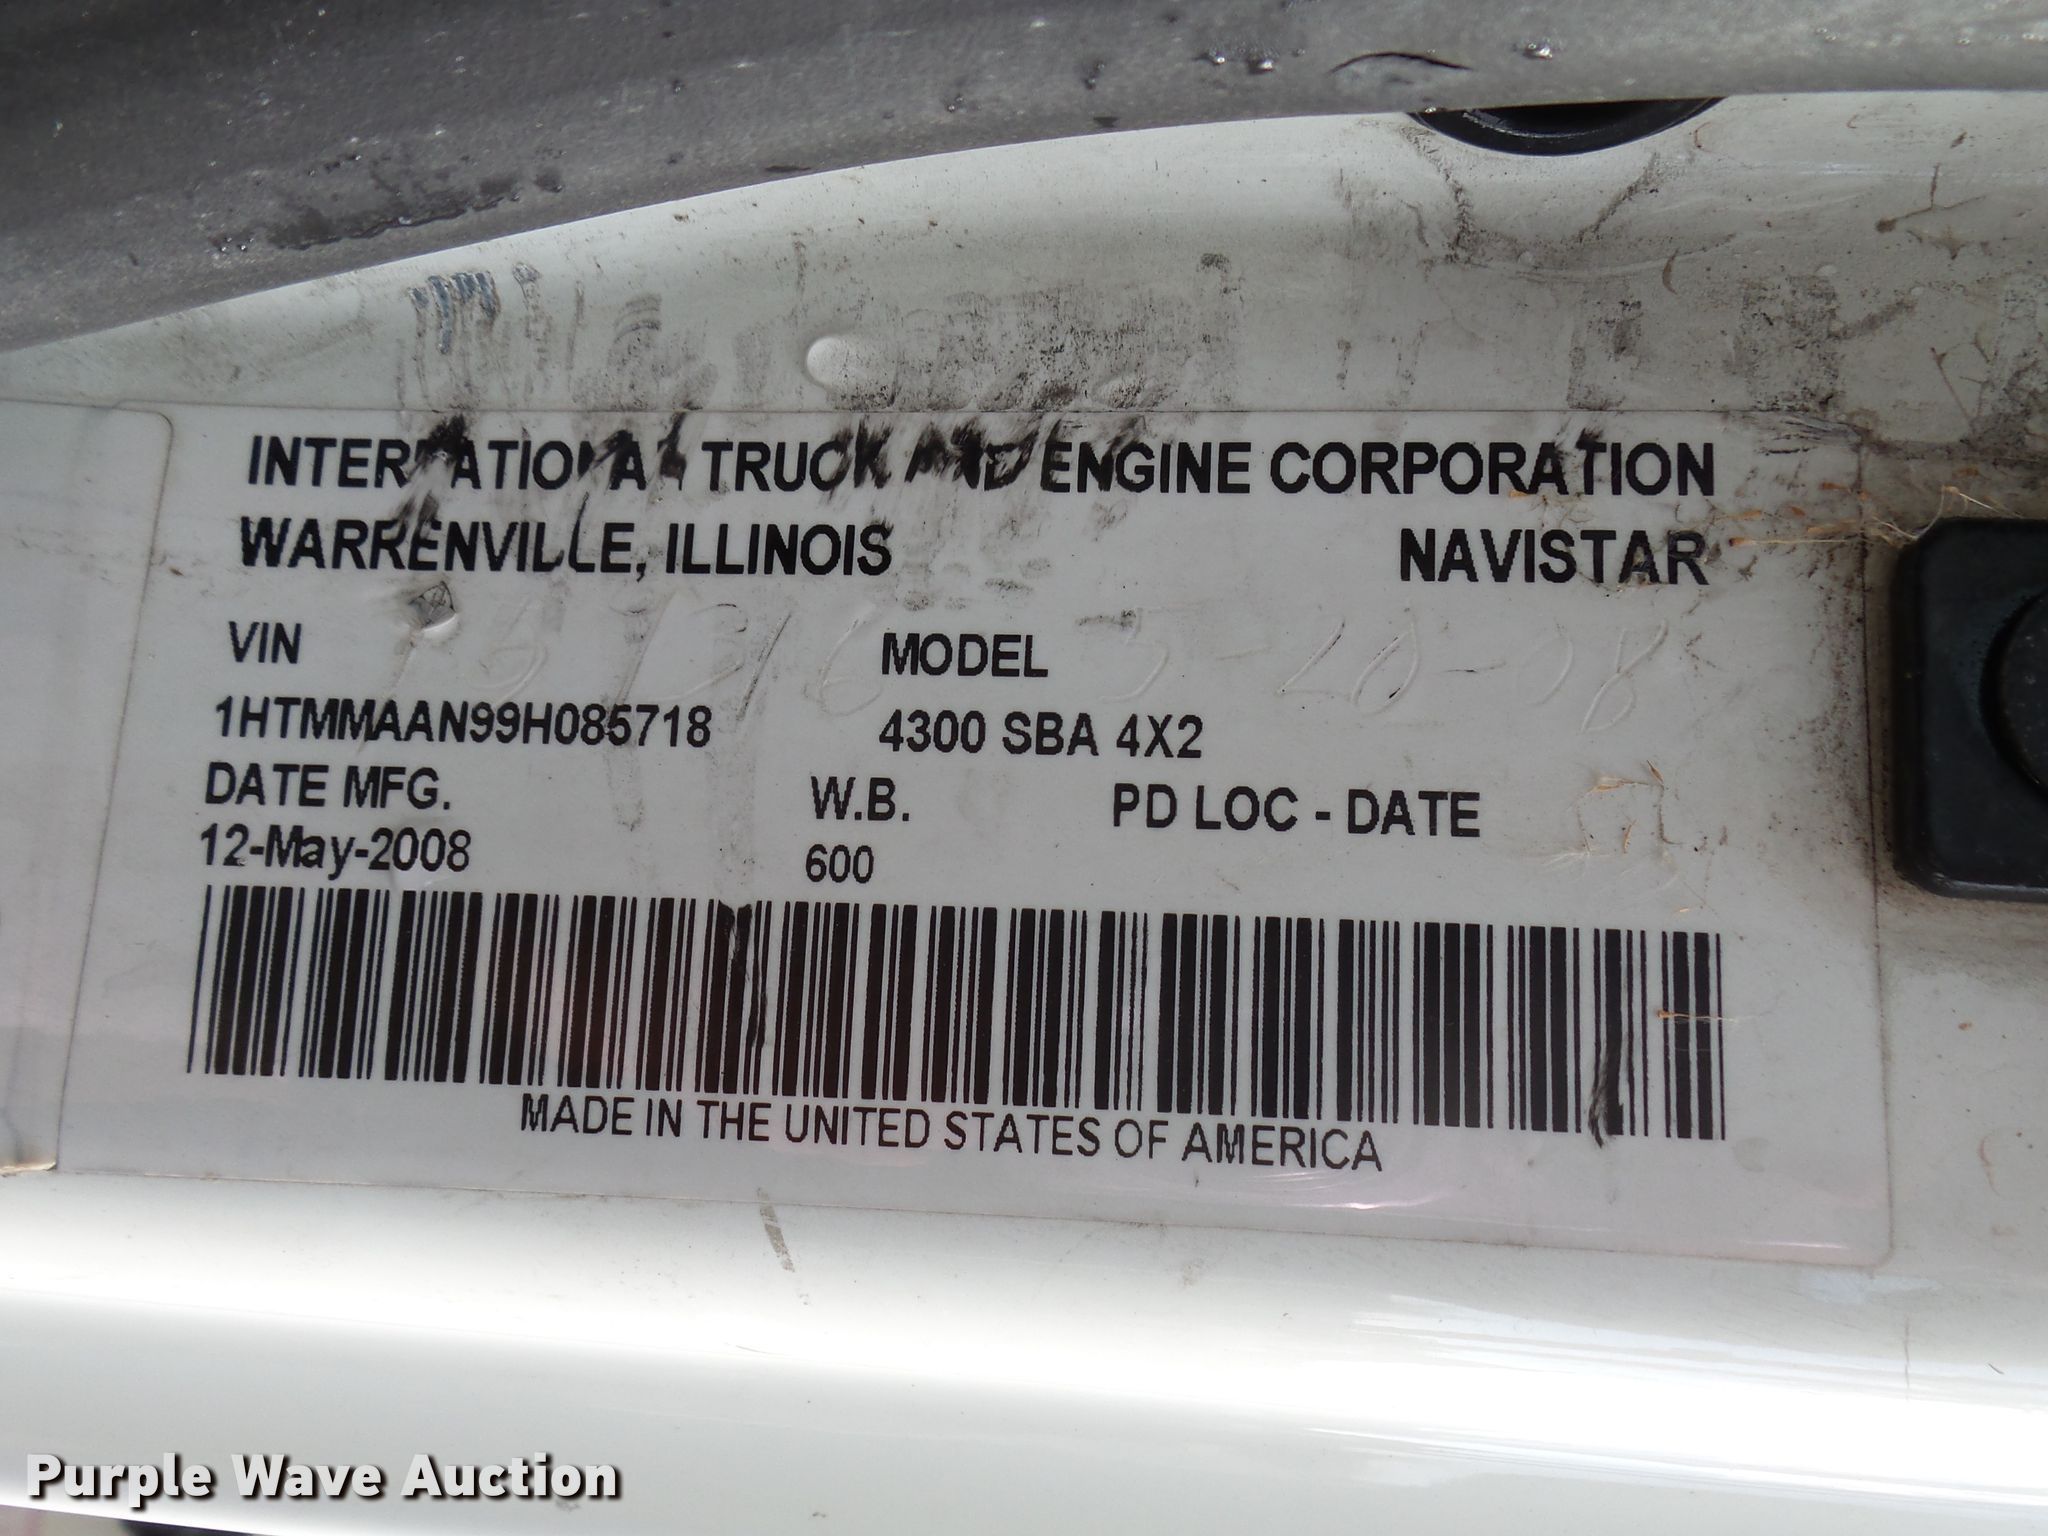 INTERNATIONAL TRUCK AND ENGINE CORPORATION
WARRENVILLE, ILLINOIS NAVISTAR
VIN MODEL
1HTMMAAN99H085718 4300 SBA 4X2
DATE MFG. W.B. PD LOC - DATE
12-May-2008 600
MADE IN THE UNITED STATES OF AMERICA
Purple Wave Auction